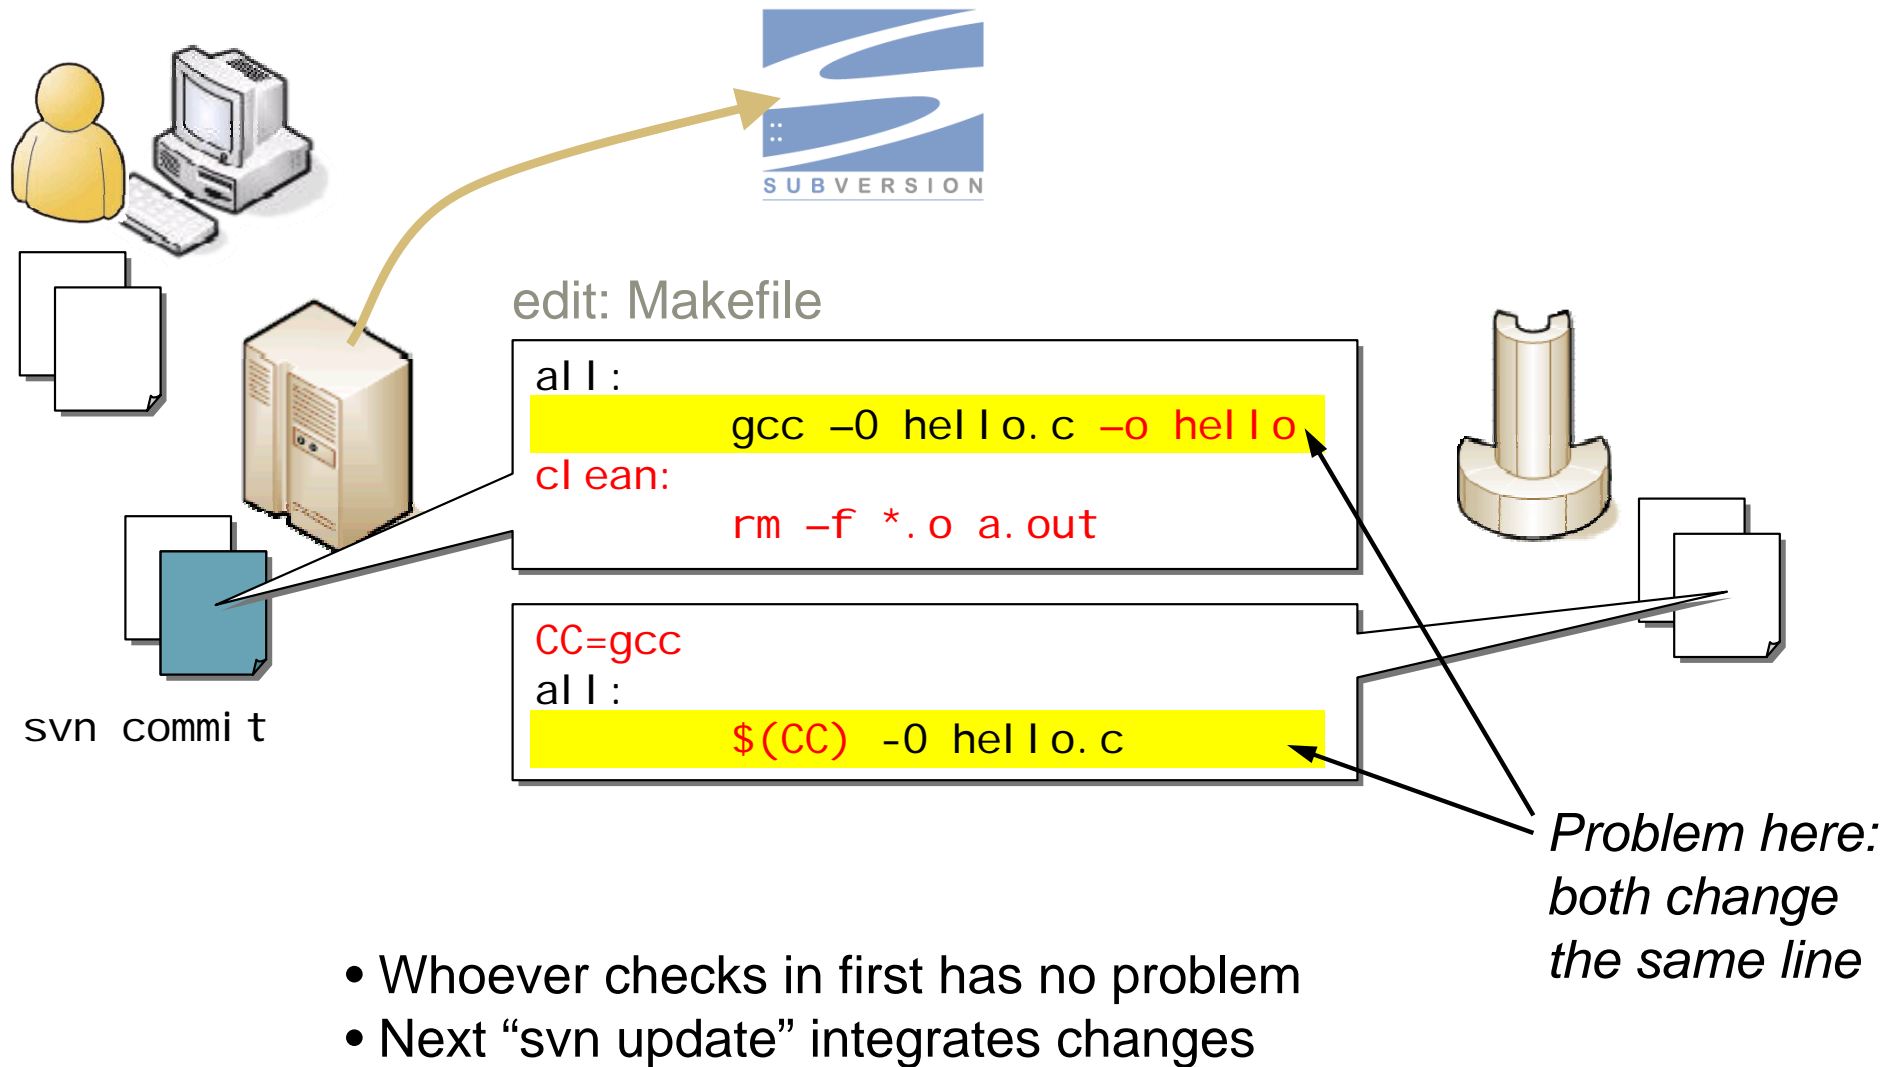 SUBVERSION
edit: Makefile
all:
gcc –O hello.c –o hello
clean:
rm –f *.o a.out
CC=gcc
all:
$(CC) -O hello.c
svn commit
Problem here:
both change
the same line
• Whoever checks in first has no problem
• Next “svn update” integrates changes